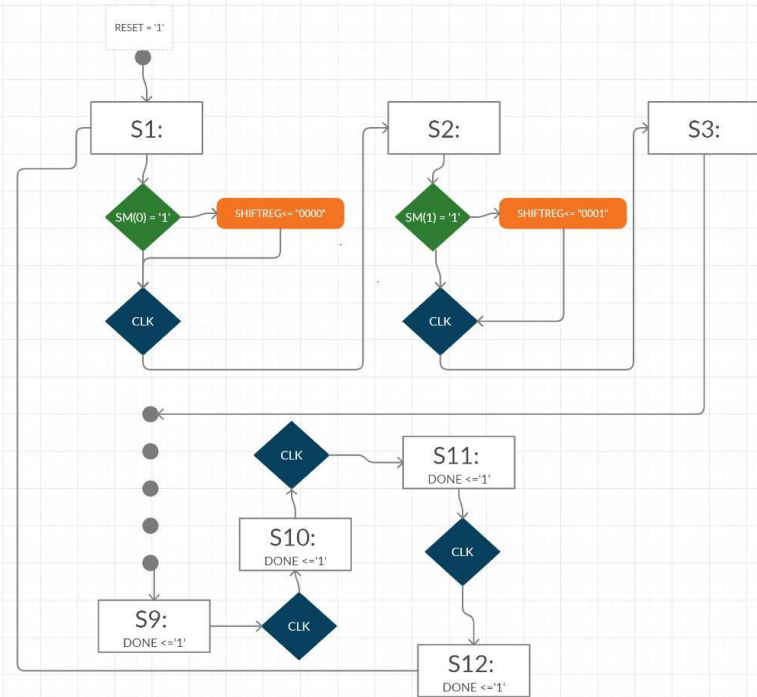 RESET = '1'
S1:
S2:
S3:
SM(0) = '1'
SHIFTREG<= "0000"
SM(1) = '1'
SHIFTREG<= "0001"
CLK
CLK
CLK
S11:
DONE <='1'
S10:
DONE <='1'
CLK
S9:
DONE <='1'
CLK
S12:
DONE <='1'